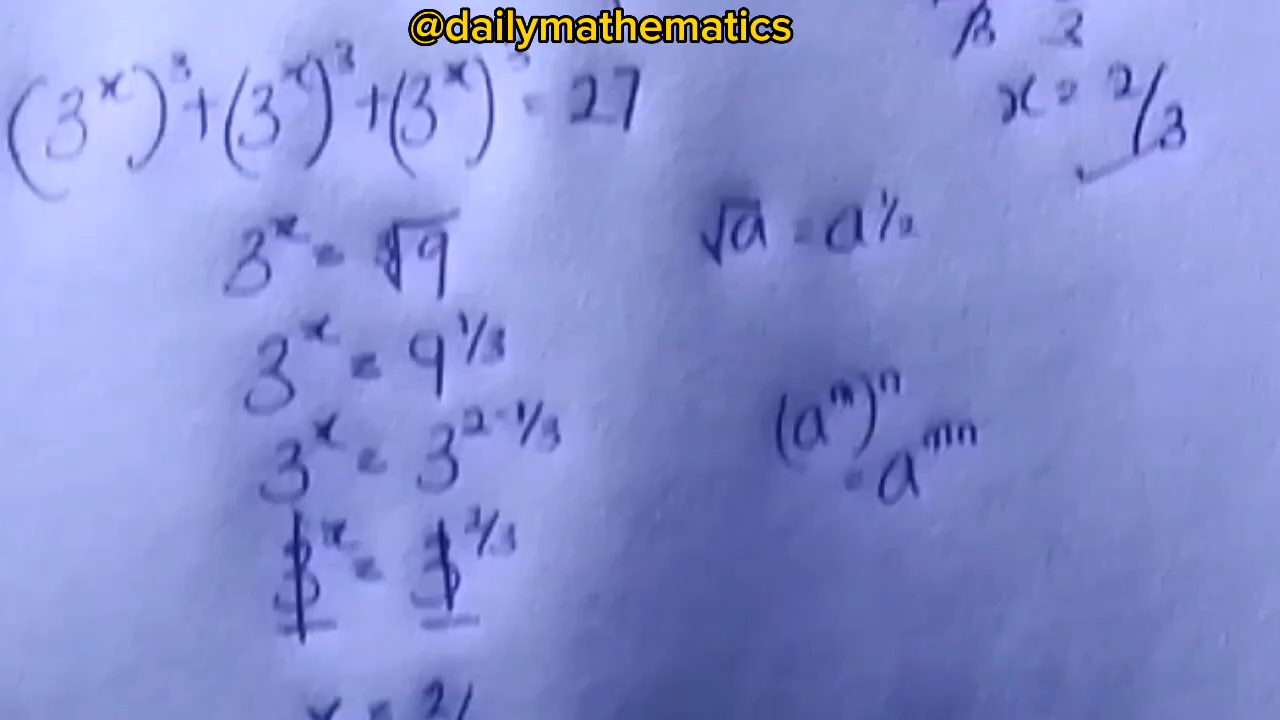 @dailymathematics
(3^x)^3 + (3^x)^3 + (3^x)^3 = 27
3^x = ∛9
3^x = 9^1/3
3^x = 3^2·1/3
3^x = 3^2/3
x = 2/
x = 2/3
√a = a^1/2
(a^m)^n
= a^mn